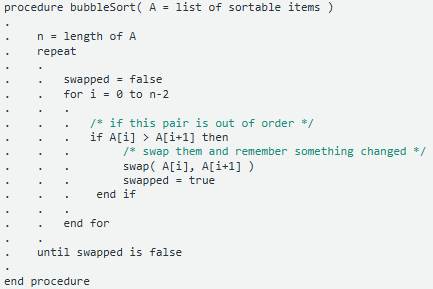 procedure bubbleSort( A = list of sortable items )
.
.    n = length of A
.    repeat
.    .
.    .    swapped = false
.    .    for i = 0 to n-2
.    .    .
.    .    .    /* if this pair is out of order */
.    .    .    if A[i] > A[i+1] then
.    .    .        /* swap them and remember something changed */
.    .    .        swap( A[i], A[i+1] )
.    .    .        swapped = true
.    .    .    end if
.    .    .
.    .    end for
.    .
.    until swapped is false
.
end procedure